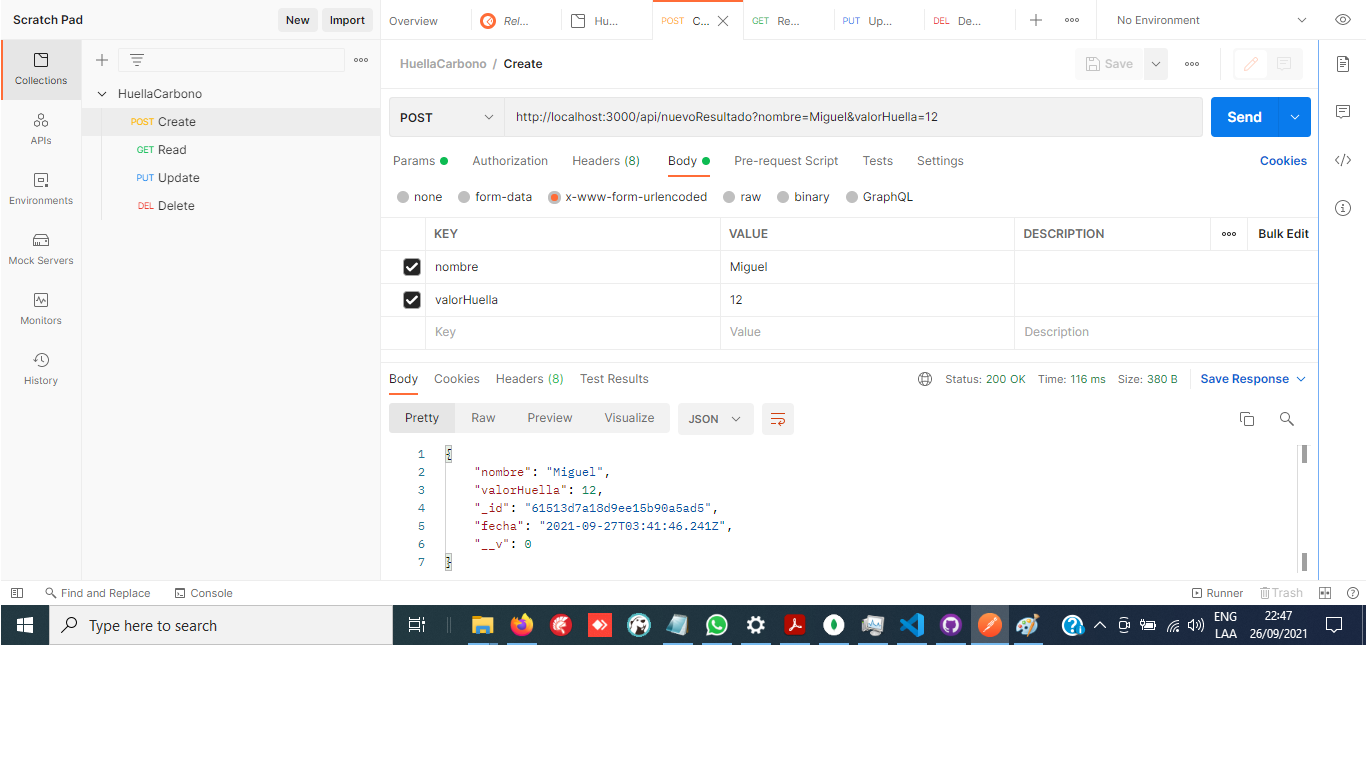 Scratch Pad New Import Overview Rel... Hu... POST C... GET Re... PUT Up... DEL De... No Environment
Collections
APIs
Environments
Mock Servers
Monitors
History
HuellaCarbono
POST Create
GET Read
PUT Update
DEL Delete
HuellaCarbono / Create Save
POST http://localhost:3000/api/nuevoResultado?nombre=Miguel&valorHuella=12 Send
Params Authorization Headers (8) Body Pre-request Script Tests Settings Cookies
none form-data x-www-form-urlencoded raw binary GraphQL
KEY VALUE DESCRIPTION Bulk Edit
nombre Miguel
valorHuella 12
Key Value Description
Body Cookies Headers (8) Test Results Status: 200 OK Time: 116 ms Size: 380 B Save Response
Pretty Raw Preview Visualize JSON
1 {
2 "nombre": "Miguel",
3 "valorHuella": 12,
4 "_id": "61513d7a18d9ee15b90a5ad5",
5 "fecha": "2021-09-27T03:41:46.241Z",
6 "__v": 0
7 }
Find and Replace Console Runner Trash
Type here to search ENG 22:47
LAA 26/09/2021